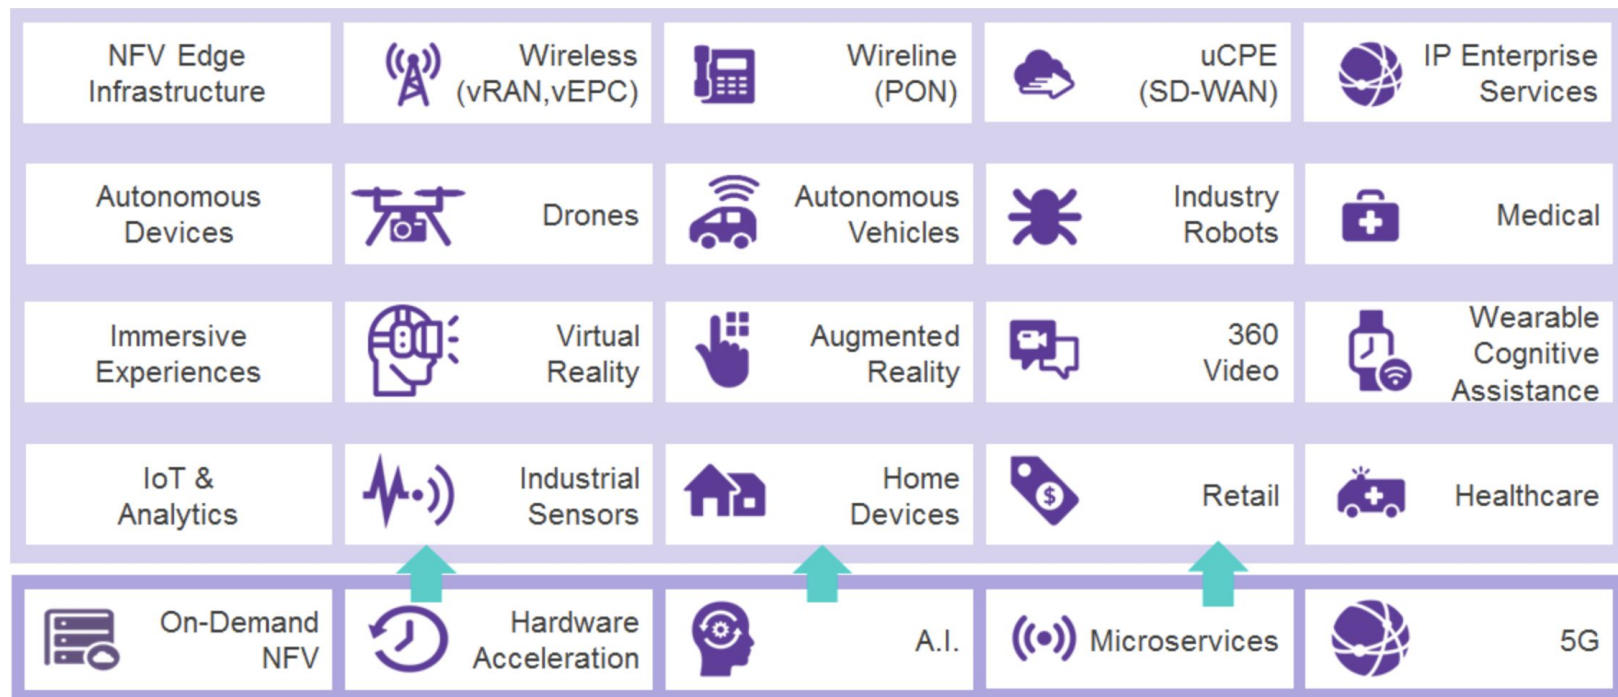 NFV Edge
Infrastructure
Wireless
(vRAN,vEPC)
Wireline
(PON)
uCPE
(SD-WAN)
IP Enterprise
Services
Autonomous
Devices
Drones
Autonomous
Vehicles
Industry
Robots
Medical
Immersive
Experiences
Virtual
Reality
Augmented
Reality
360
Video
Wearable
Cognitive
Assistance
IoT &
Analytics
Industrial
Sensors
Home
Devices
$
Retail
Healthcare
On-Demand
NFV
Hardware
Acceleration
A.I.
Microservices
5G